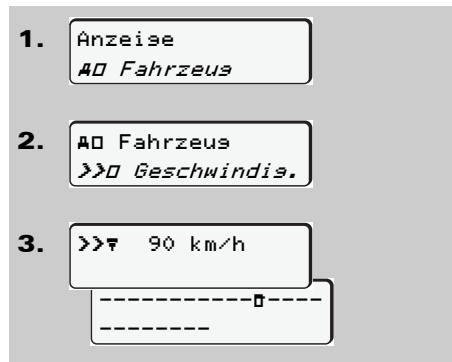 1.
Anzeige
🚛□ Fahrzeug
2.
🚛□ Fahrzeug
>>□ Geschwindig.
3.
>>▼ 90 km/h
-----------▯----
--------